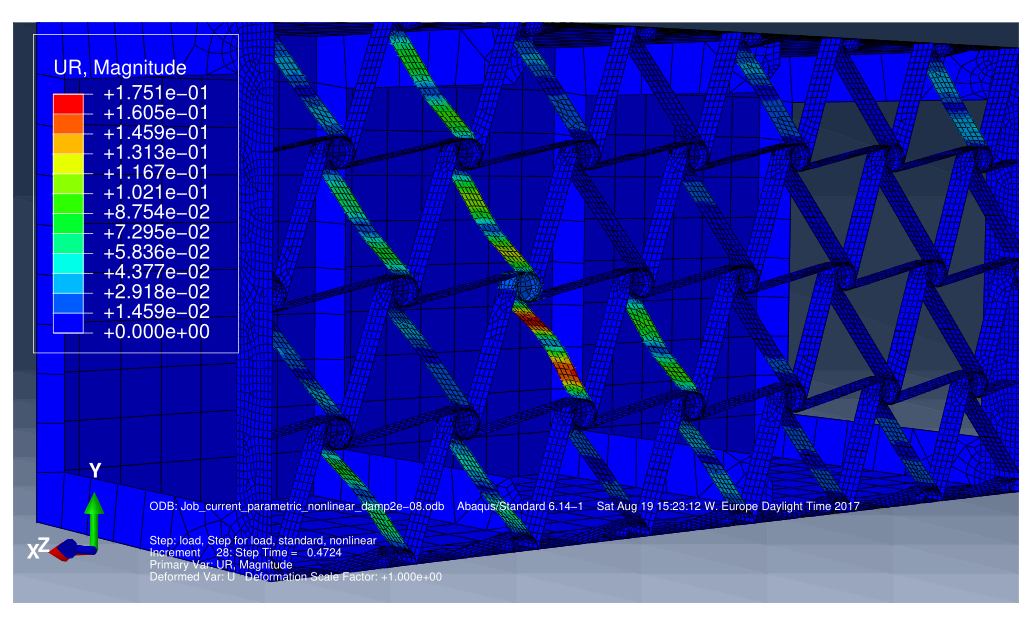 UR, Magnitude
+1.751e−01
+1.605e−01
+1.459e−01
+1.313e−01
+1.167e−01
+1.021e−01
+8.754e−02
+7.295e−02
+5.836e−02
+4.377e−02
+2.918e−02
+1.459e−02
+0.000e+00
Y
X Z
ODB: Job_current_parametric_nonlinear_damp2e−08.odb Abaqus/Standard 6.14−1 Sat Aug 19 15:23:12 W. Europe Daylight Time 2017
Step: load, Step for load, standard, nonlinear
Increment 28: Step Time = 0.4724
Primary Var: UR, Magnitude
Deformed Var: U Deformation Scale Factor: +1.000e+00